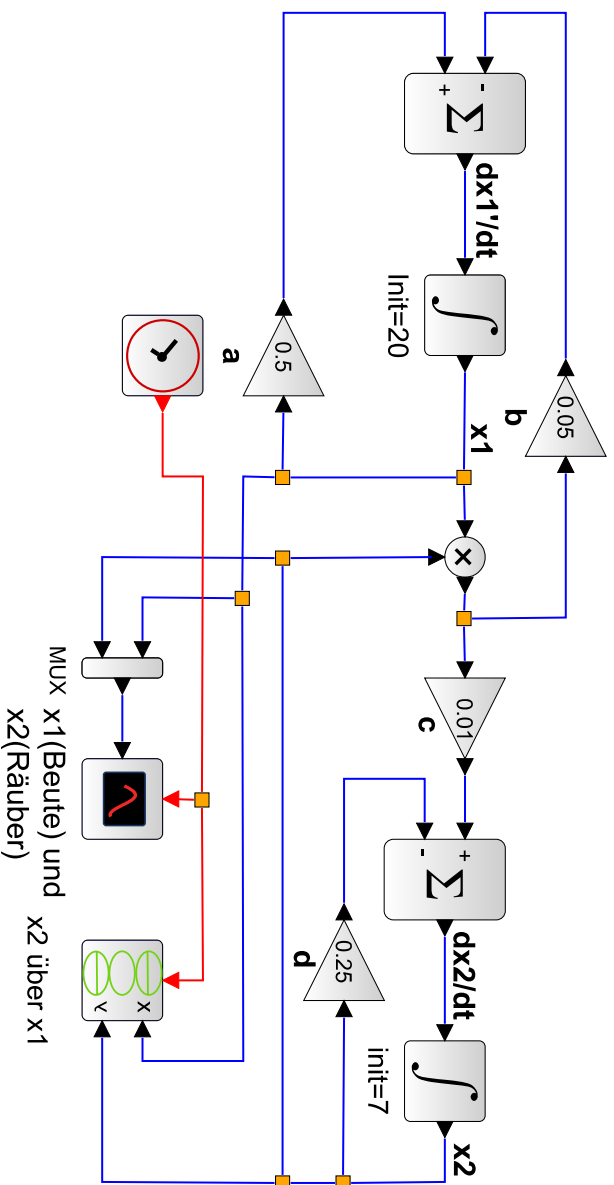 b
0.05
-
+
Σ
dx1'/dt
Init=20
x1
×
0.01
c
+
-
Σ
dx2/dt
init=7
x2
0.5
a
0.25
d
MUX
x1(Beute) und
x2(Räuber)
x
y
x2 über x1